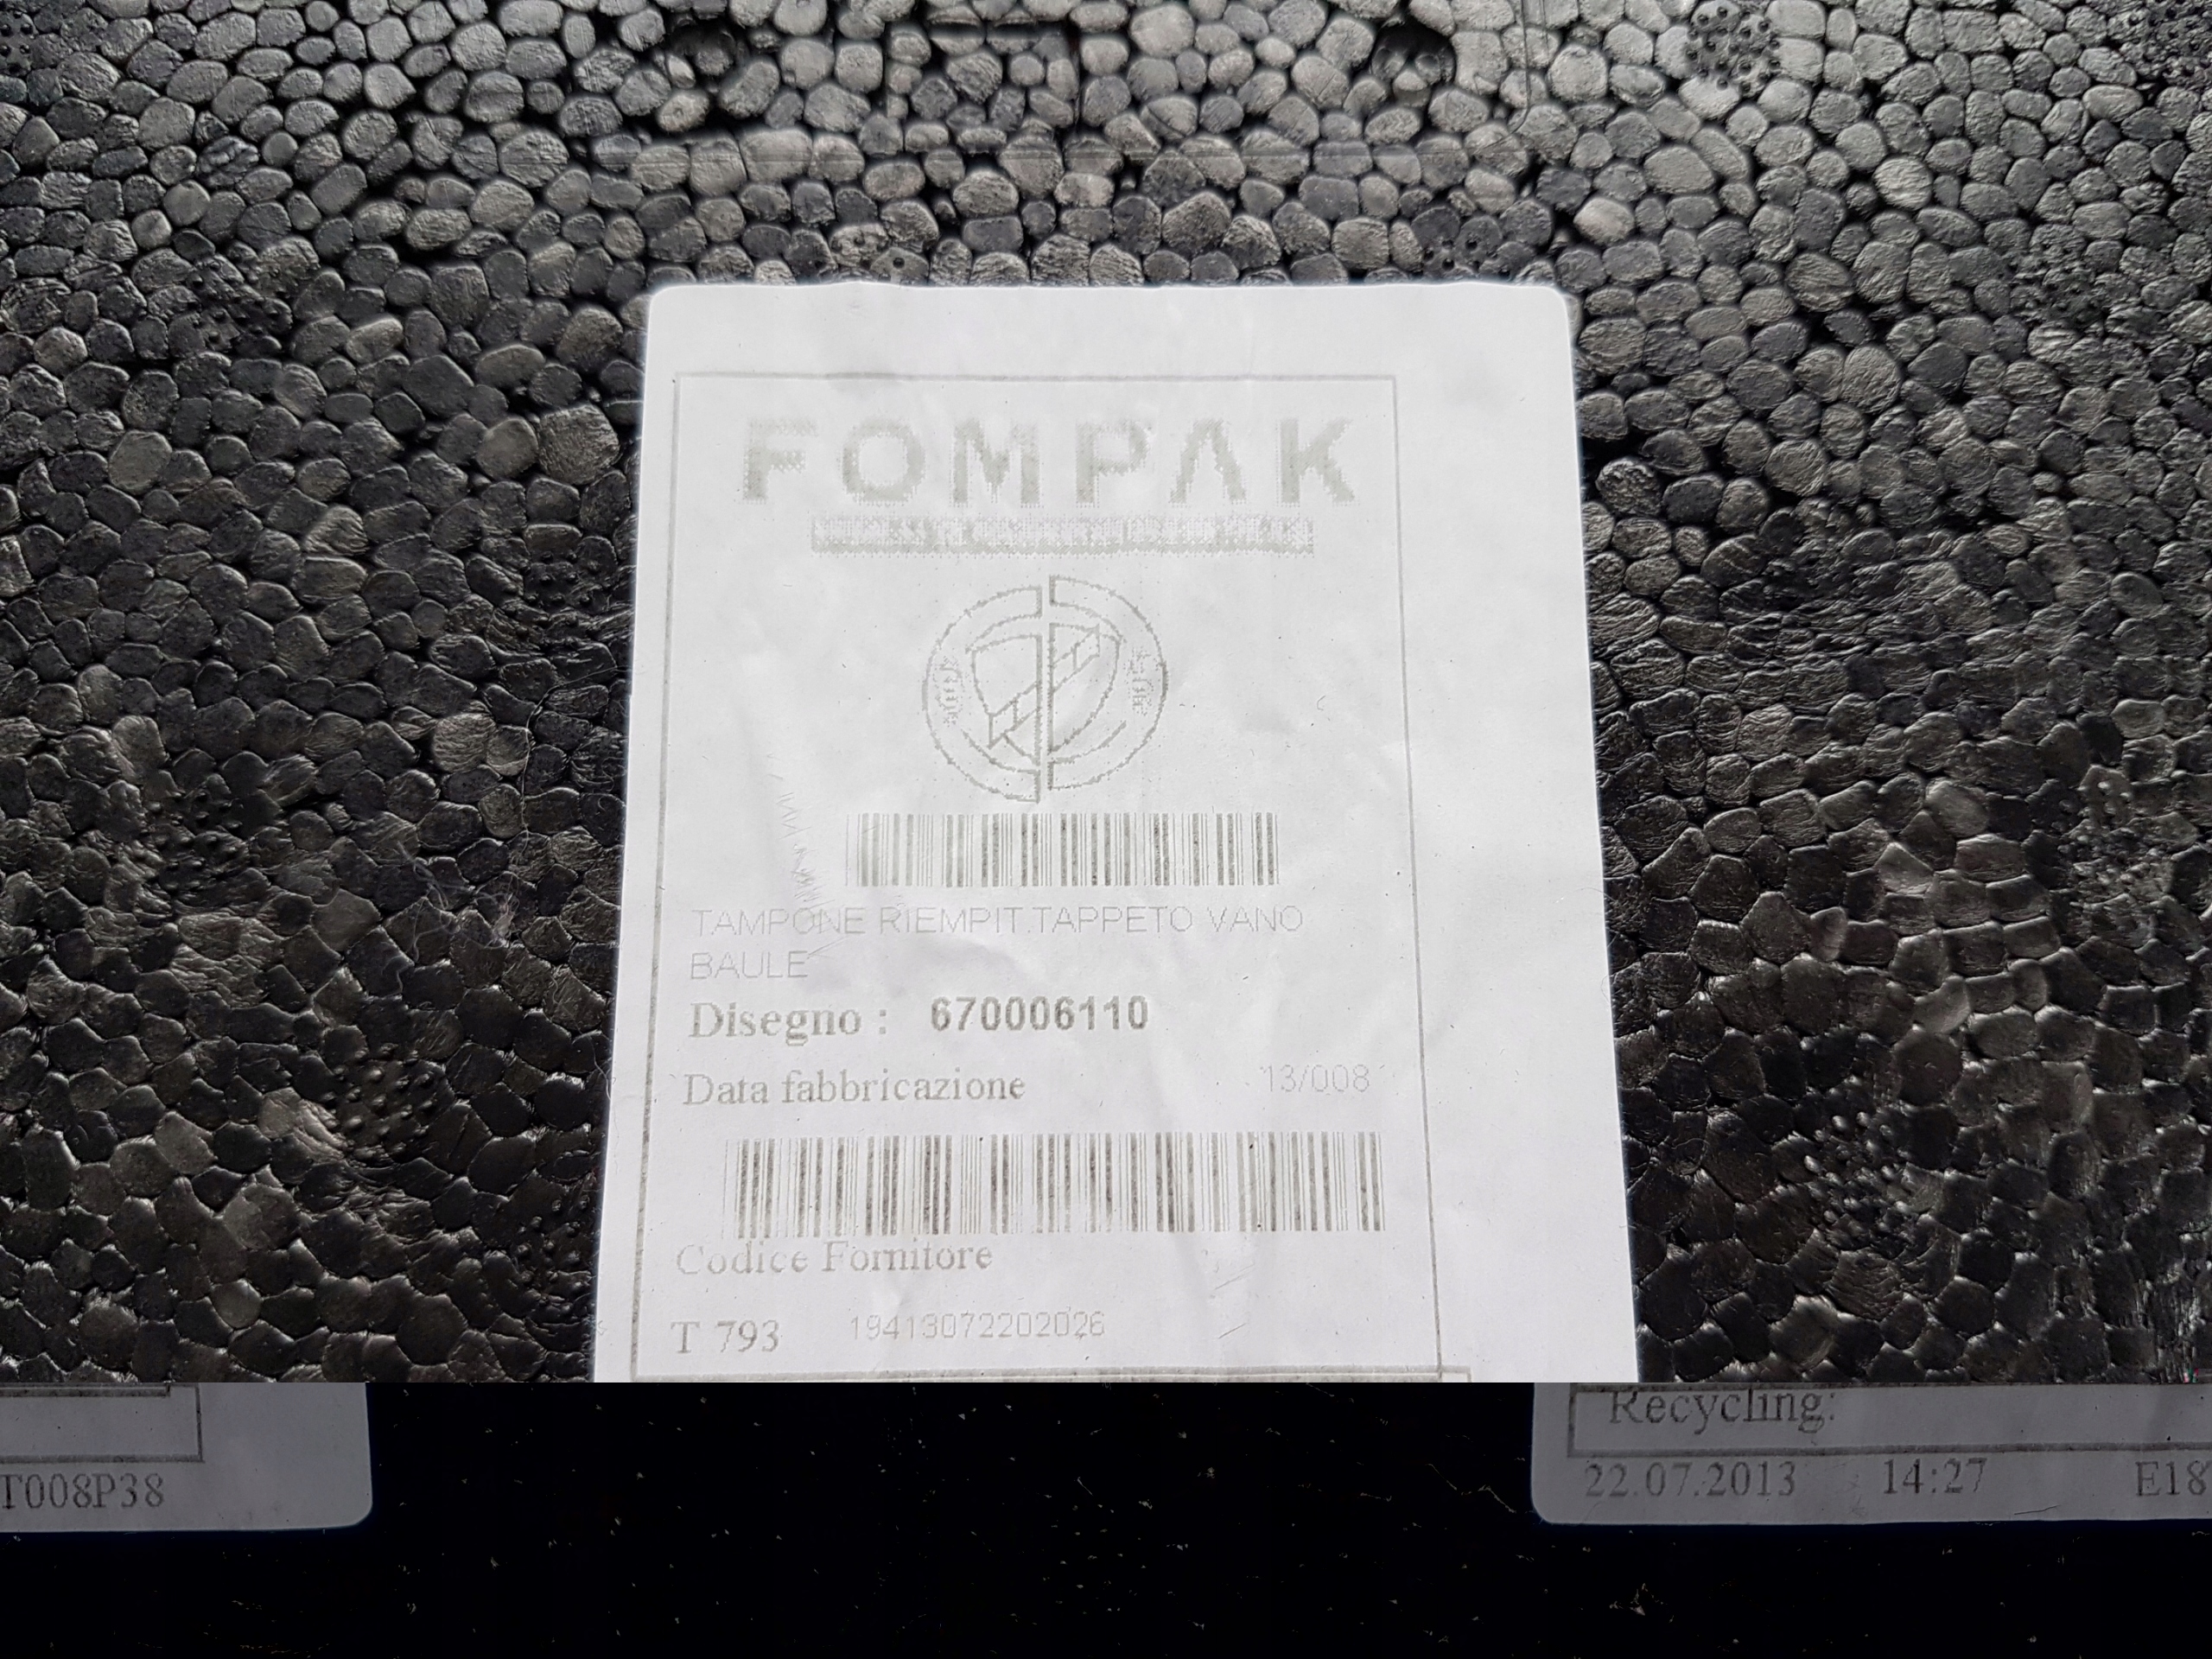 FOMPAK
TAMPONE RIEMPIT.TAPPETO VANO
BAULE
Disegno : 670006110
Data fabbricazione 13/008
Codice Fornitore
T 793 19413072202026
Recycling:
T008P38
22.07.2013 14:27 E18